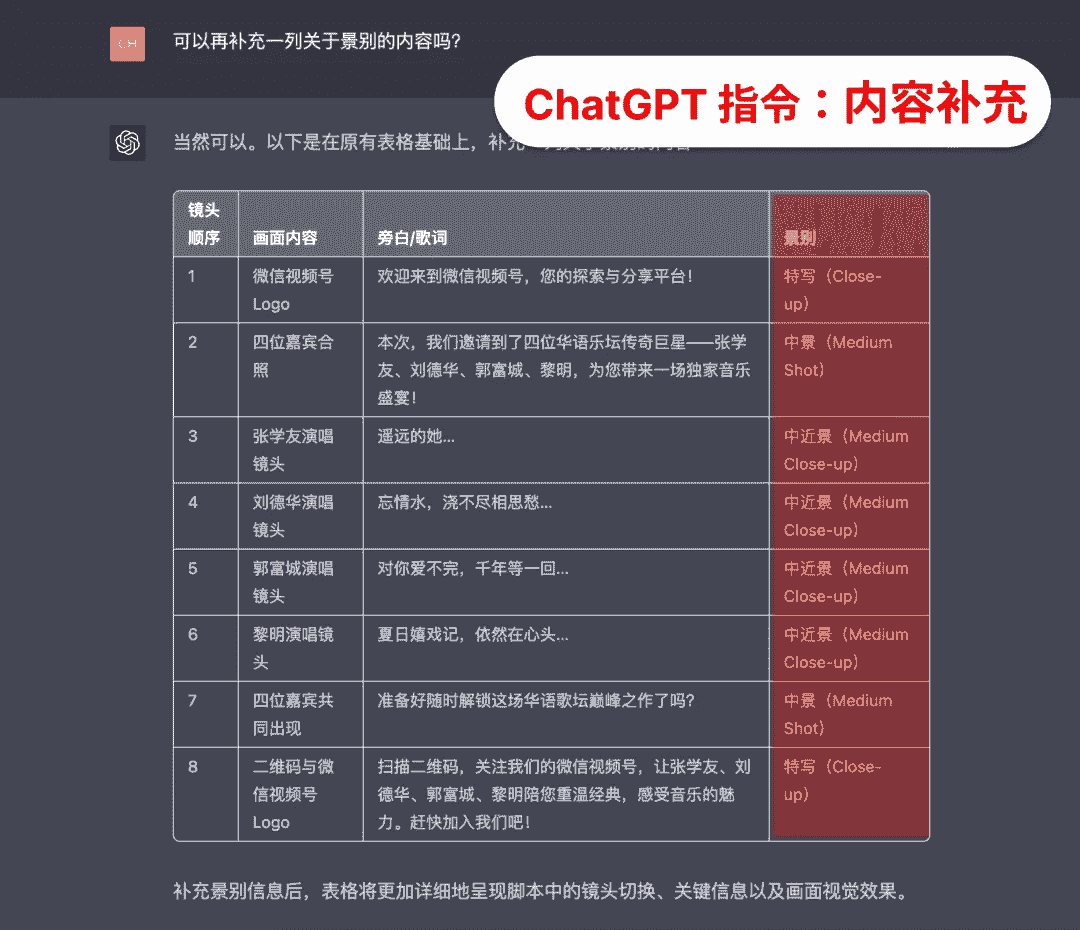 CH
可以再补充一列关于景别的内容吗?
ChatGPT 指令：内容补充
当然可以。以下是在原有表格基础上，补充
镜头
顺序
画面内容
旁白/歌词
景别
1
微信视频号
Logo
欢迎来到微信视频号，您的探索与分享平台!
特写（Close-
up）
2
四位嘉宾合
照
本次，我们邀请到了四位华语乐坛传奇巨星——张学
友、刘德华、郭富城、黎明，为您带来一场独家音乐
盛宴!
中景（Medium
Shot）
3
张学友演唱
镜头
遥远的她...
中近景（Medium
Close-up）
4
刘德华演唱
镜头
忘情水，浇不尽相思愁...
中近景（Medium
Close-up）
5
郭富城演唱
镜头
对你爱不完，千年等一回...
中近景（Medium
Close-up）
6
黎明演唱镜
头
夏日嬉戏记，依然在心头...
中近景（Medium
Close-up）
7
四位嘉宾共
同出现
准备好随时解锁这场华语歌坛巅峰之作了吗?
中景（Medium
Shot）
8
二维码与微
信视频号
Logo
扫描二维码，关注我们的微信视频号，让张学友、刘
德华、郭富城、黎明陪您重温经典，感受音乐的魅
力。赶快加入我们吧!
特写（Close-
up）
补充景别信息后，表格将更加详细地呈现脚本中的镜头切换、关键信息以及画面视觉效果。